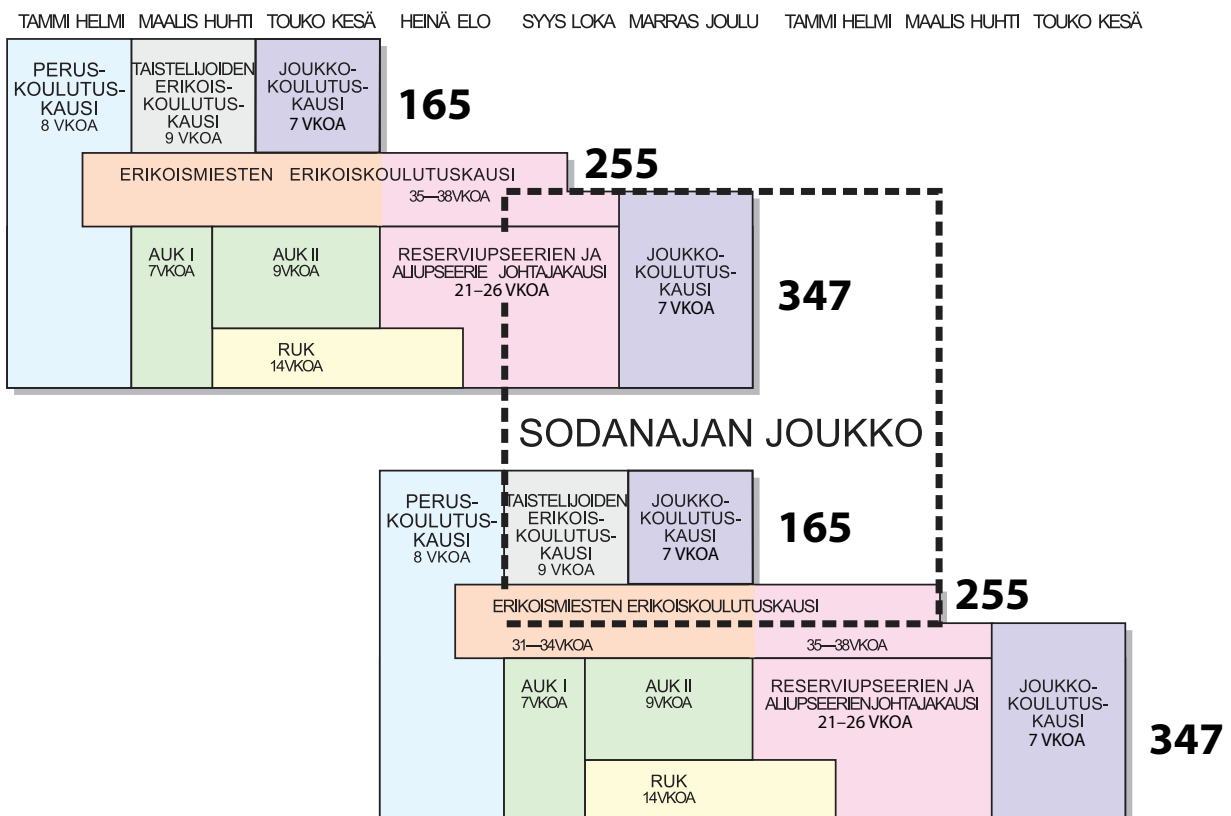 TAMMI HELMI MAALIS HUHTI TOUKO KESÄ HEINÄ ELO SYYS LOKA MARRAS JOULU TAMMI HELMI MAALIS HUHTI TOUKO KESÄ
PERUS-
KOULUTUS-
KAUSI
8 VKOA
TAISTELIJOIDEN
ERIKOIS-
KOULUTUS-
KAUSI
9 VKOA
JOUKKO-
KOULUTUS-
KAUSI
7 VKOA
165
ERIKOISMIESTEN ERIKOISKOULUTUSKAUSI
35—38VKOA
255
AUK I
7VKOA
AUK II
9VKOA
RESERVIUPSEERIEN JA
ALIUPSEERIE JOHTAJAKAUSI
21–26 VKOA
JOUKKO-
KOULUTUS-
KAUSI
7 VKOA
347
RUK
14VKOA
SODANAJAN JOUKKO
PERUS-
KOULUTUS-
KAUSI
8 VKOA
TAISTELIJOIDEN
ERIKOIS-
KOULUTUS-
KAUSI
9 VKOA
JOUKKO-
KOULUTUS-
KAUSI
7 VKOA
165
ERIKOISMIESTEN ERIKOISKOULUTUSKAUSI
31—34VKOA
35—38VKOA
255
AUK I
7VKOA
AUK II
9VKOA
RESERVIUPSEERIEN JA
ALIUPSEERIENJOHTAJAKAUSI
21–26 VKOA
JOUKKO-
KOULUTUS-
KAUSI
7 VKOA
347
RUK
14VKOA